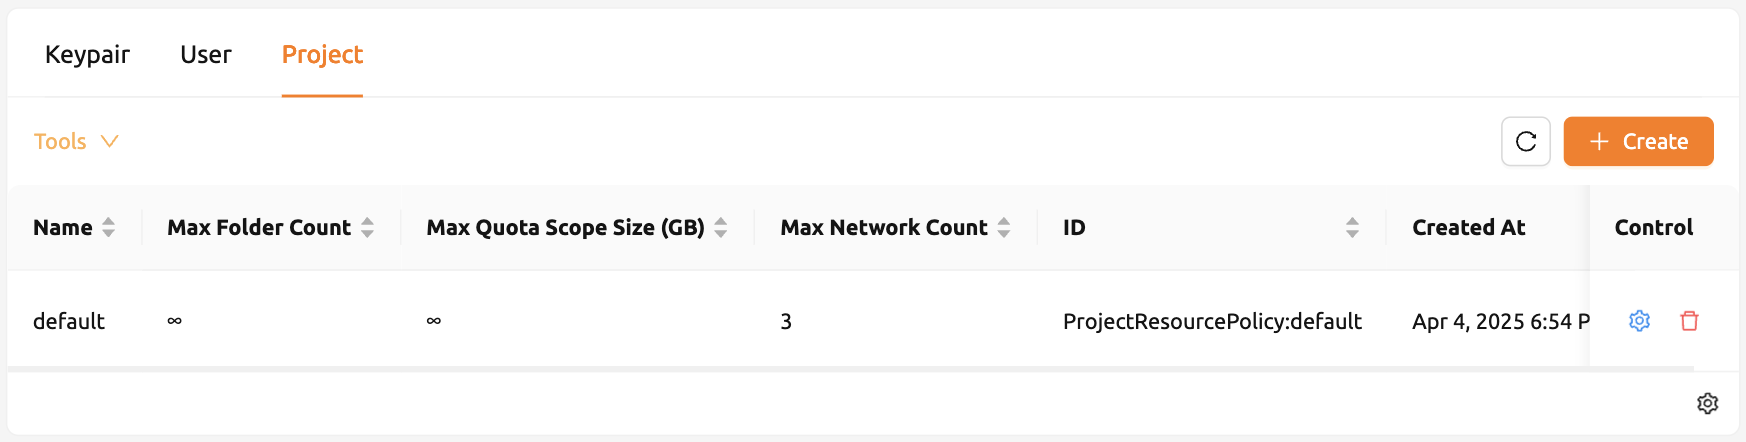 Keypair User Project
Tools
Create
Name Max Folder Count Max Quota Scope Size (GB) Max Network Count ID Created At Control
default ∞ ∞ 3 ProjectResourcePolicy:default Apr 4, 2025 6:54 P